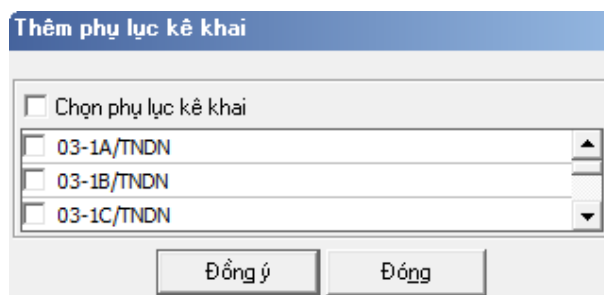 Thêm phụ lục kê khai
Chọn phụ lục kê khai
03-1A/TNDN
03-1B/TNDN
03-1C/TNDN
Đồng ý
Đóng